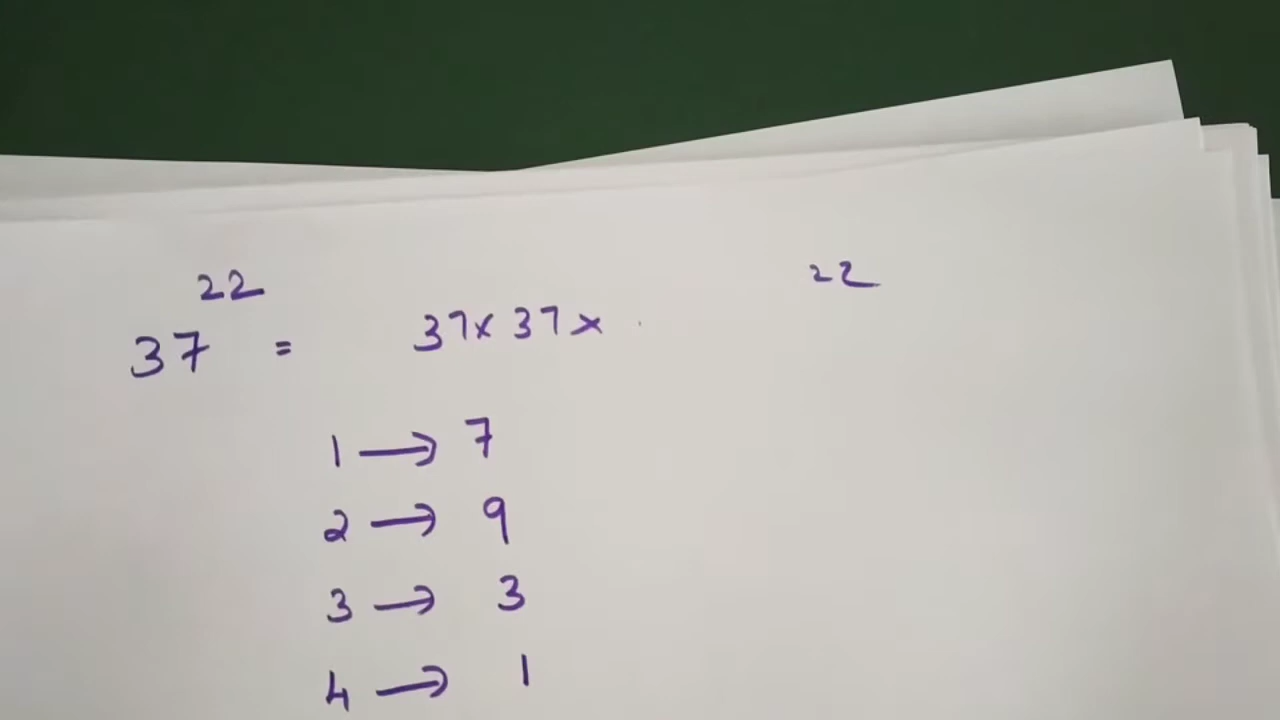 22 22
37 = 37x 37x
1 → 7
2 → 9
3 → 3
4 → 1